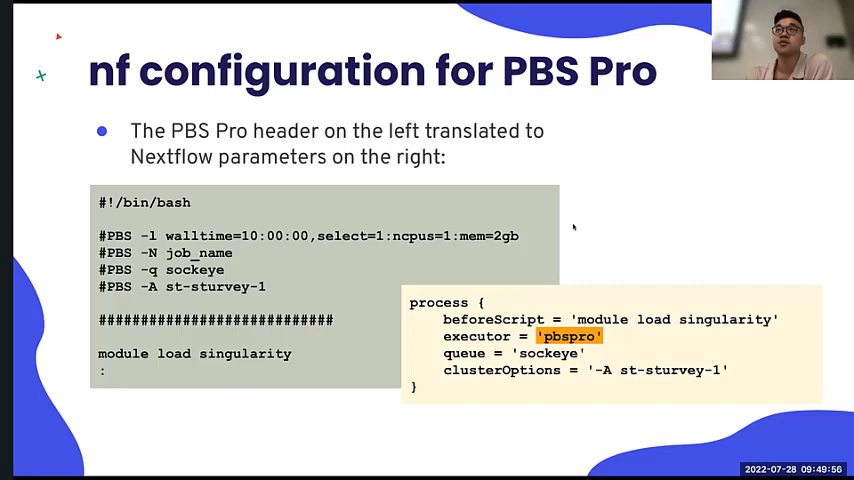 nf configuration for PBS Pro
The PBS Pro header on the left translated to
Nextflow parameters on the right:
#!/bin/bash
#PBS -l walltime=10:00:00,select=1:ncpus=1:mem=2gb
#PBS -N job_name
#PBS -q sockeye
#PBS -A st-sturvey-1
############################
module load singularity
:
process {
beforeScript = 'module load singularity'
executor = 'pbspro'
queue = 'sockeye'
clusterOptions = '-A st-sturvey-1'
}
2022-07-28 09:49:56